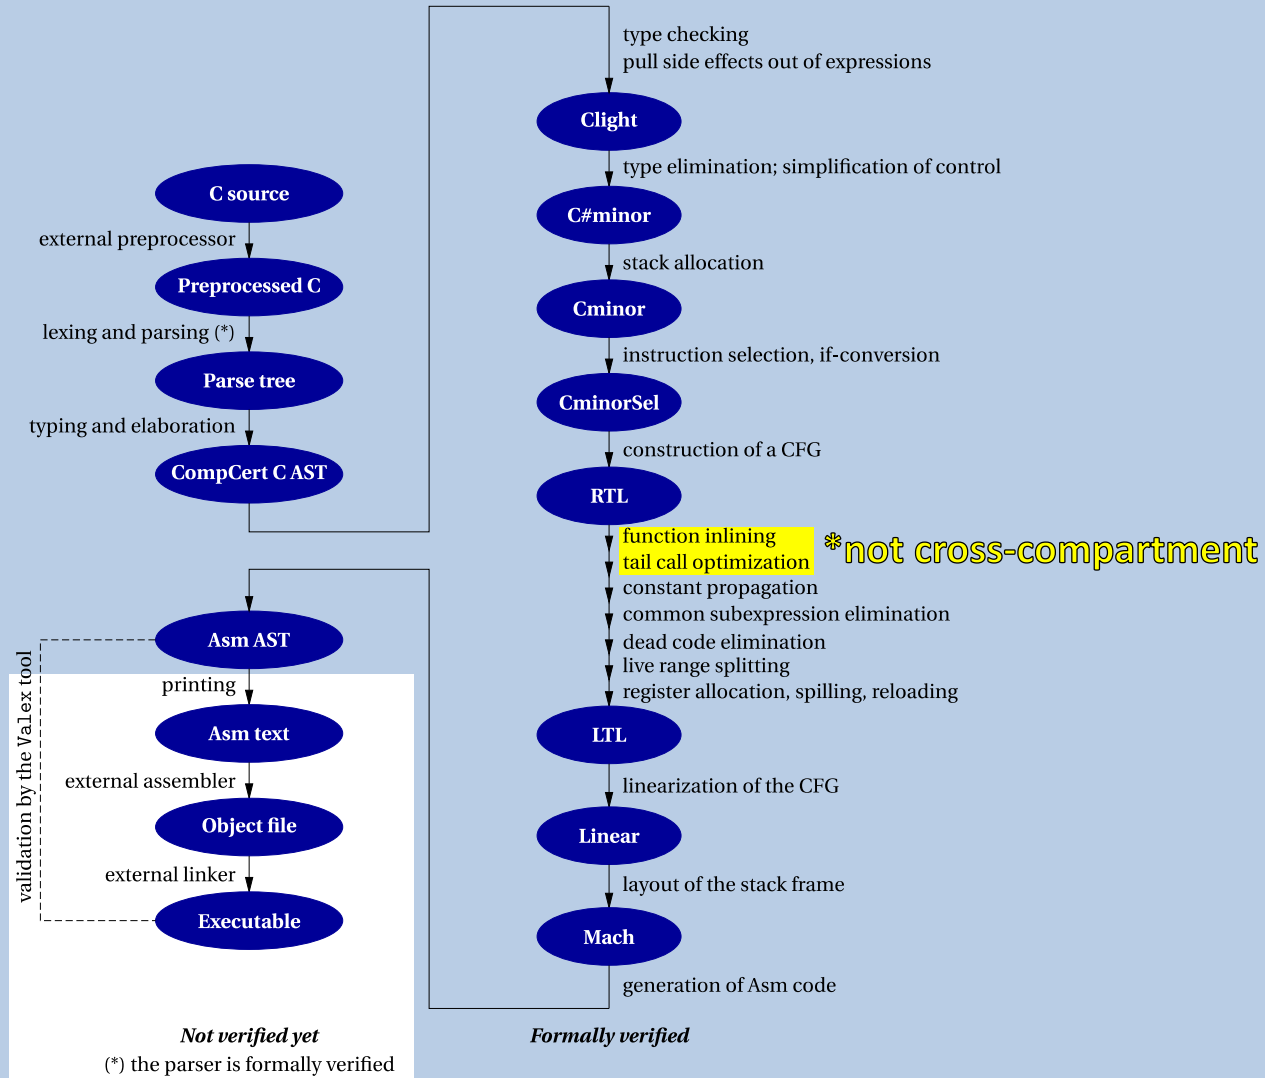 C source
external preprocessor
Preprocessed C
lexing and parsing (*)
Parse tree
typing and elaboration
CompCert C AST
type checking
pull side effects out of expressions
Clight
type elimination; simplification of control
C#minor
stack allocation
Cminor
instruction selection, if-conversion
CminorSel
construction of a CFG
RTL
function inlining
tail call optimization
*not cross-compartment
constant propagation
common subexpression elimination
dead code elimination
live range splitting
register allocation, spilling, reloading
LTL
linearization of the CFG
Linear
layout of the stack frame
Mach
generation of Asm code
Asm AST
printing
Asm text
external assembler
Object file
external linker
Executable
validation by the Valex tool
Not verified yet
(*) the parser is formally verified
Formally verified